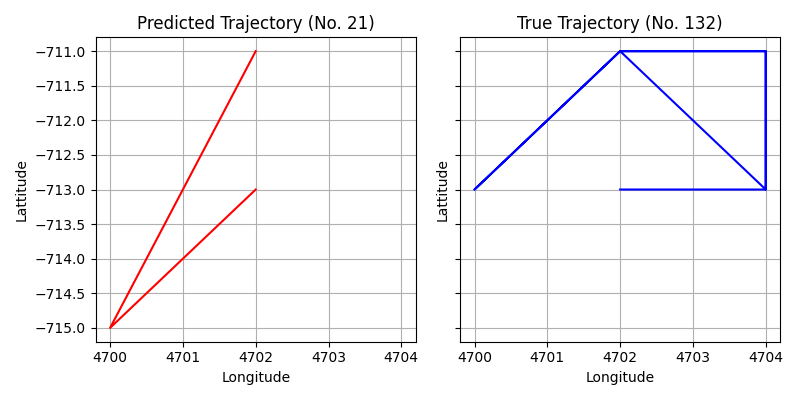 Predicted Trajectory (No. 21)
True Trajectory (No. 132)
−711.0
−711.5
−712.0
−712.5
−713.0
−713.5
−714.0
−714.5
−715.0
Lattitude
Lattitude
4700 4701 4702 4703 4704
4700 4701 4702 4703 4704
Longitude
Longitude